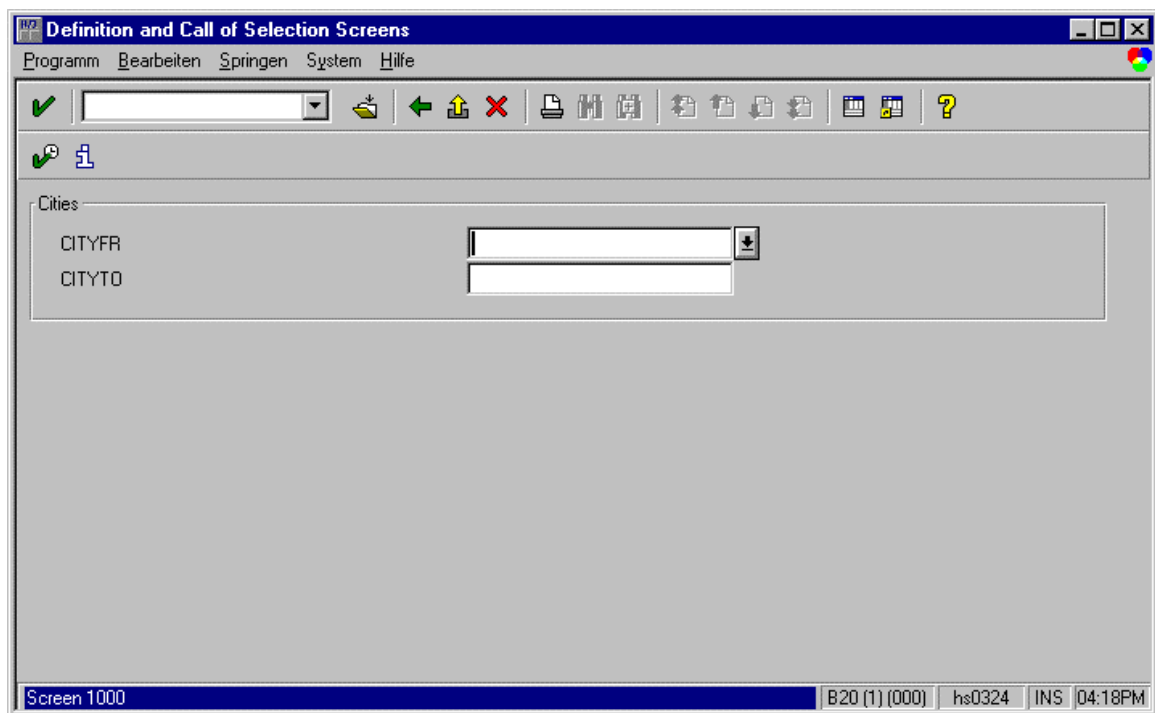 Definition and Call of Selection Screens
Programm Bearbeiten Springen System Hilfe
Cities
CITYFR
CITYTO
Screen 1000 B20 (1) (000) hs0324 INS 04:18PM